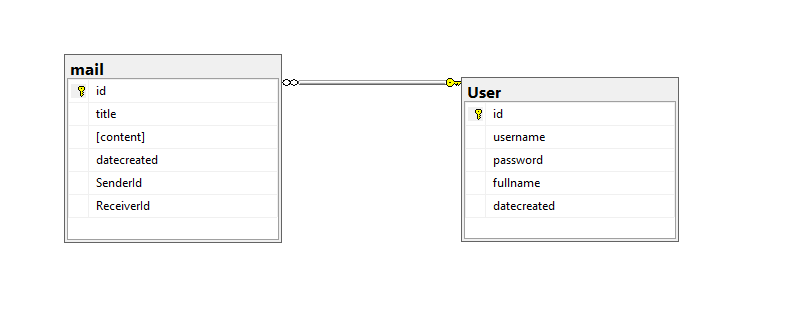 mail
id
title
[content]
datecreated
SenderId
ReceiverId
User
id
username
password
fullname
datecreated